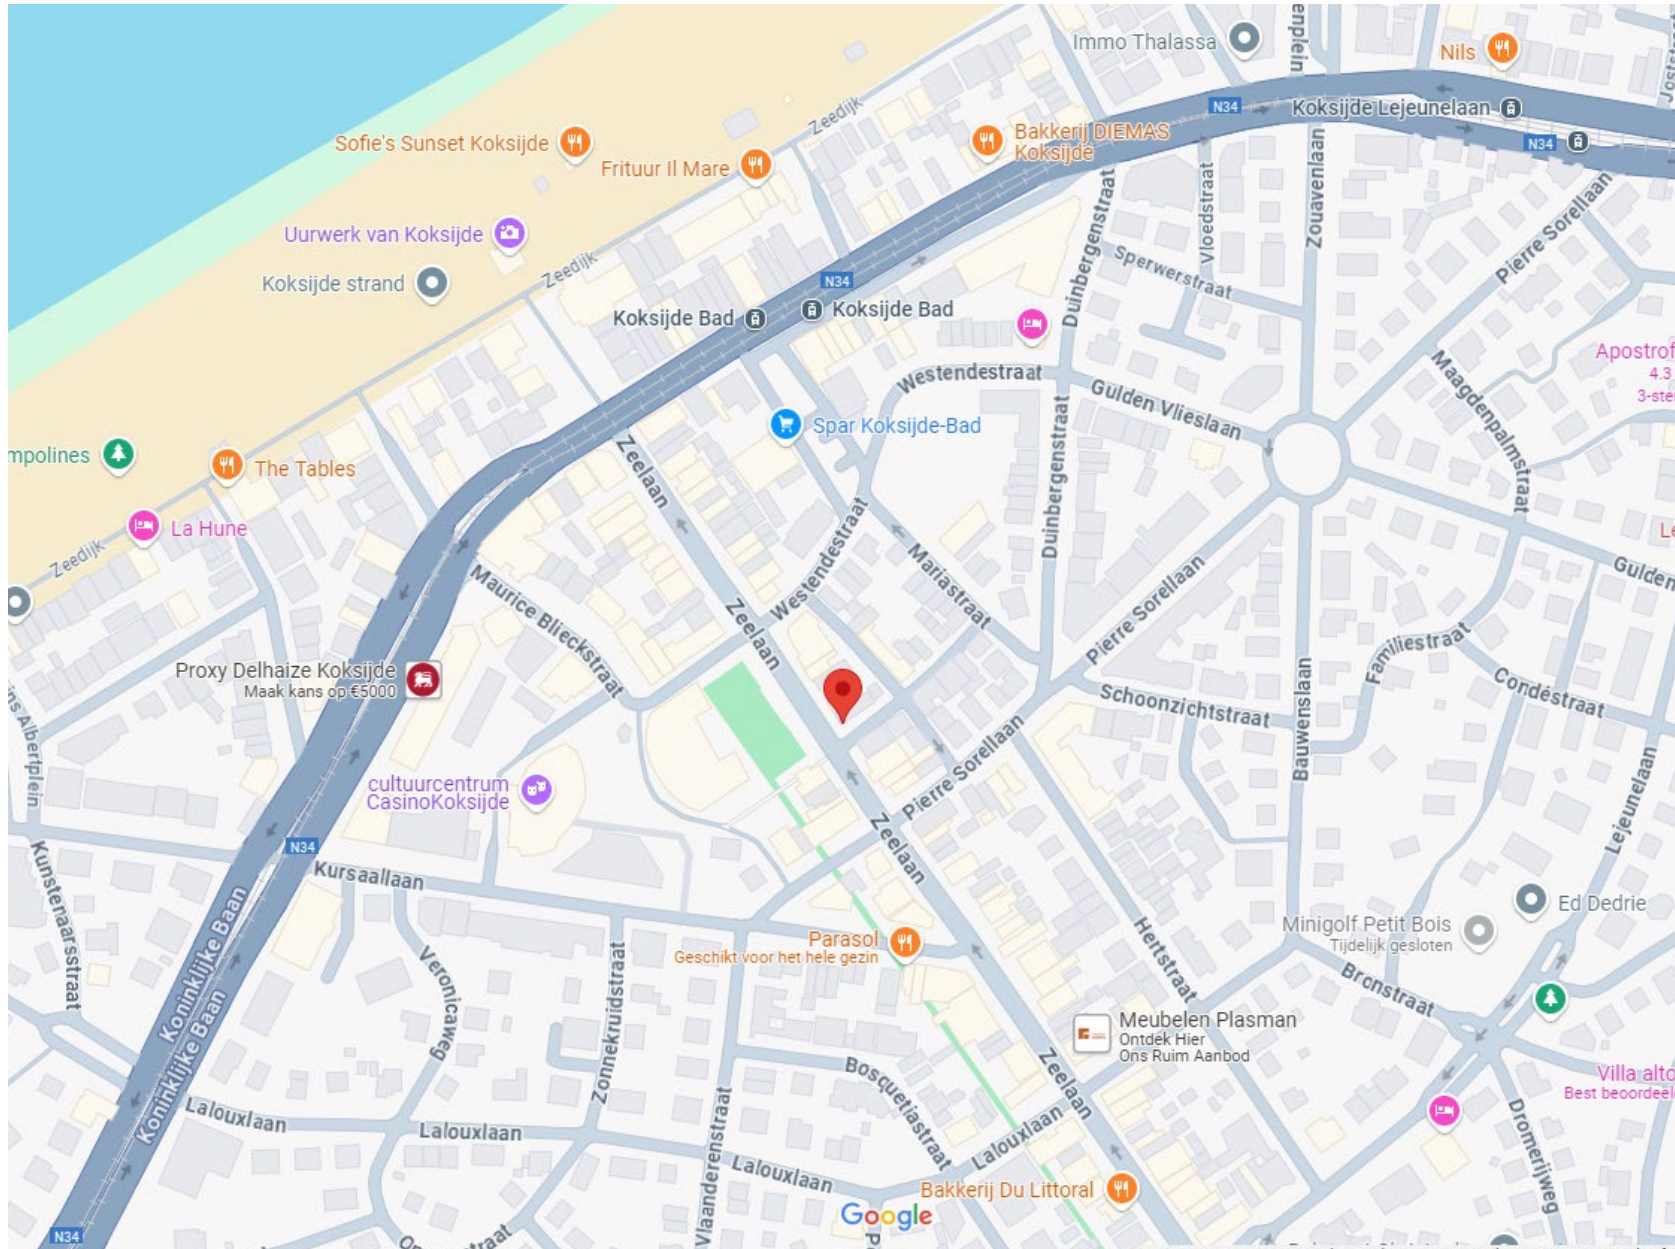 enplein
Immo Thalassa
Nils
N34
Koksijde Lejeunelaan
N34
Zeedijk
Bakkerij DIEMAS
Koksijde
Sofie's Sunset Koksijde
Frituur Il Mare
Vloedstraat
Zouavenlaan
Pierre Sorellaan
Duinbergenstraat
Sperwerstraat
Uurwerk van Koksijde
Zeedijk
Koksijde strand
N34
Koksijde Bad
Koksijde Bad
Apostrof
4.3
3-ste
Westendestraat
Gulden Vlieslaan
Maagdenpalmstraat
Spar Koksijde-Bad
Duinbergenstraat
mpolines
The Tables
Zeelaan
La Hune
Zeedijk
Westendestraat
Mariastraat
Le
Gulden
Maurice Blieckstraat
Zeelaan
Pierre Sorellaan
Familiestraat
Proxy Delhaize Koksijde
Maak kans op €5000
Schoonzichtstraat
Bauwenslaan
Condéstraat
ns Albertplein
Pierre Sorellaan
cultuurcentrum
CasinoKoksijde
Zeelaan
Lejeunelaan
N34
Kursaallaan
Kunstenaarsstraat
Koninklijke Baan
Koninklijke Baan
Veronicaweg
Zonnekruidstraat
Parasol
Geschikt voor het hele gezin
Hertstraat
Minigolf Petit Bois
Tijdelijk gesloten
Ed Dedrie
Bronstraat
Meubelen Plasman
Ontdek Hier
Ons Ruim Aanbod
Zeelaan
Bosquetiastraat
Villa alto
Best beoordeel
Lalouxlaan
Lalouxlaan
Lalouxlaan
Lalouxlaan
Vlaanderenstraat
Dromerijweg
Bakkerij Du Littoral
Google
N34